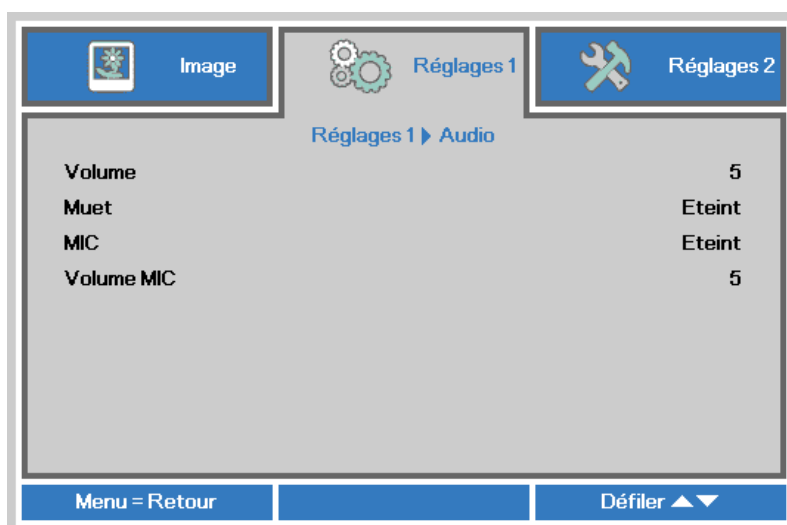 Image Réglages 1 Réglages 2
Réglages 1 Audio
Volume 5
Muet Eteint
MIC Eteint
Volume MIC 5
Menu = Retour Défiler ▲▼